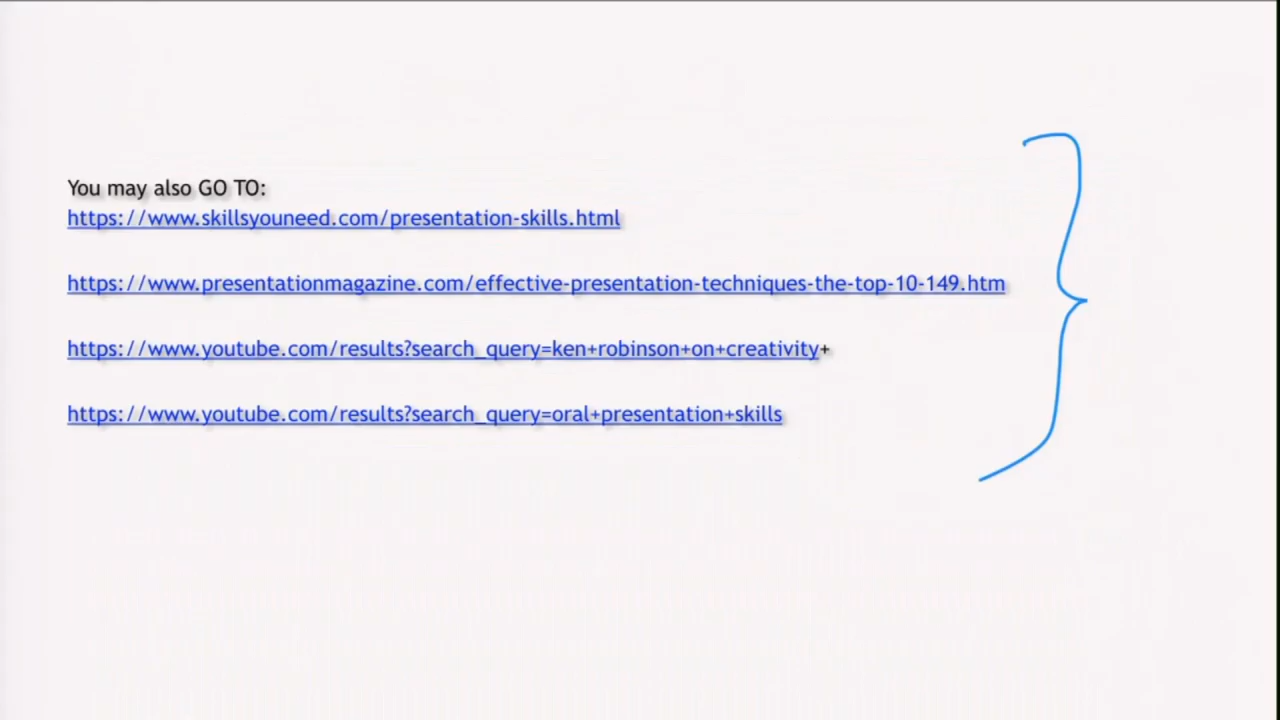 You may also GO TO:
https://www.skillsyouneed.com/presentation-skills.html
https://www.presentationmagazine.com/effective-presentation-techniques-the-top-10-149.htm
https://www.youtube.com/results?search_query=ken+robinson+on+creativity+
https://www.youtube.com/results?search_query=oral+presentation+skills